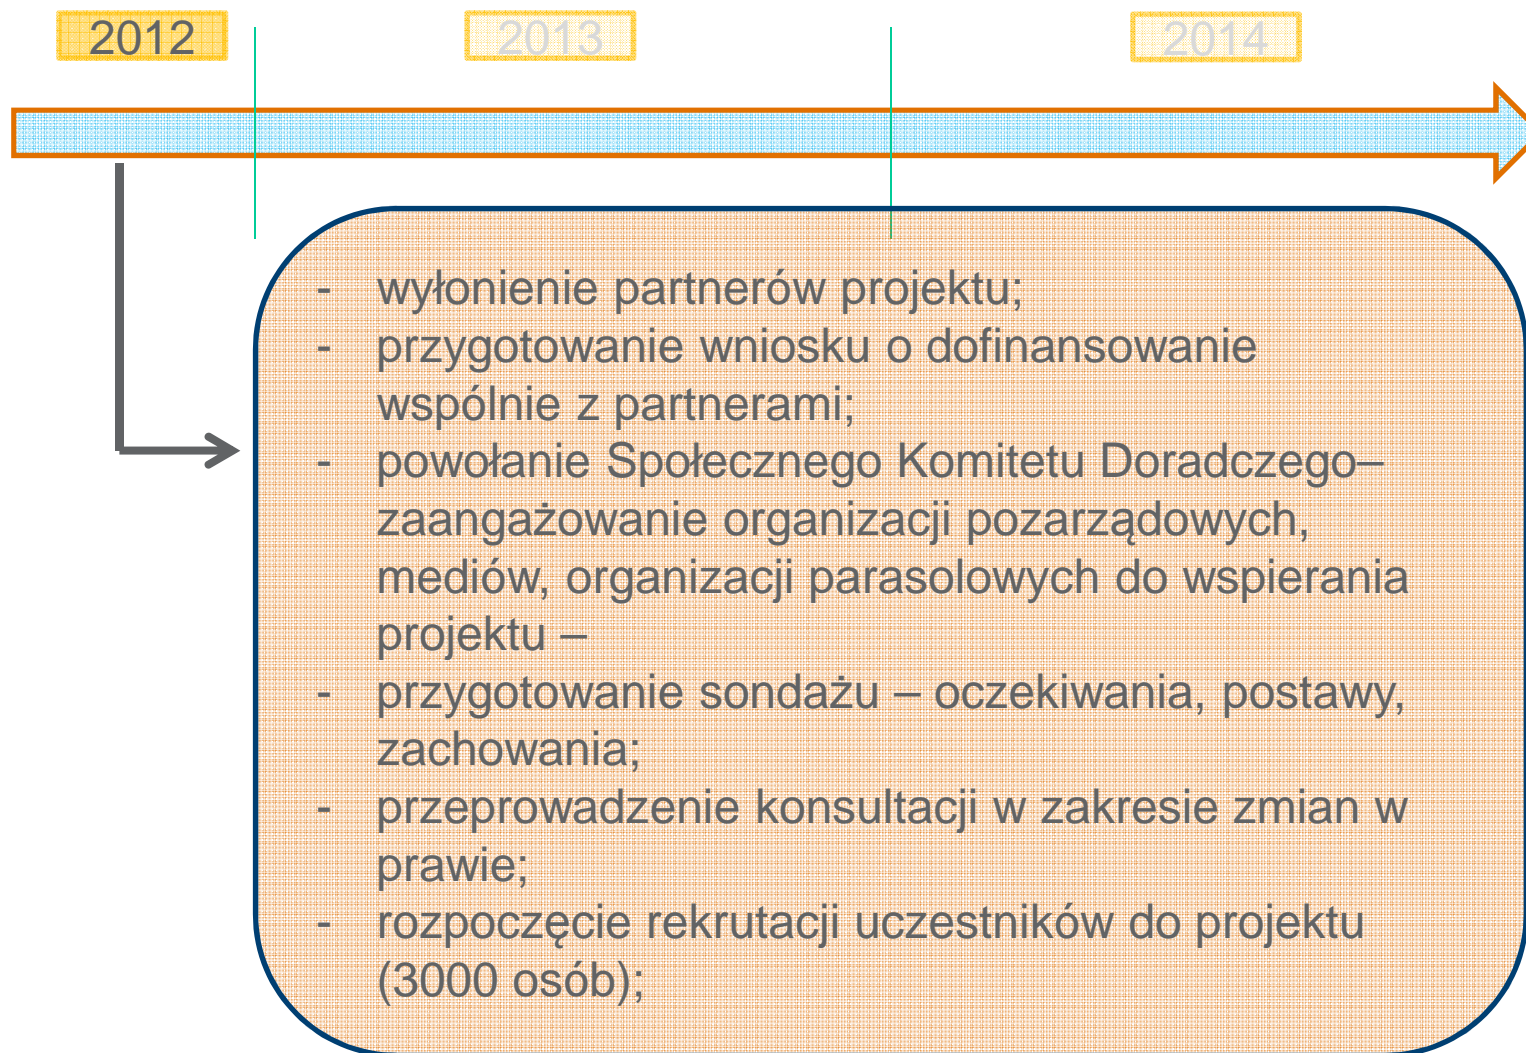 2012
2013
2014
- wyłonienie partnerów projektu;
- przygotowanie wniosku o dofinansowanie
wspólnie z partnerami;
- powołanie Społecznego Komitetu Doradczego–
zaangażowanie organizacji pozarządowych,
mediów, organizacji parasolowych do wspierania
projektu –
- przygotowanie sondażu – oczekiwania, postawy,
zachowania;
- przeprowadzenie konsultacji w zakresie zmian w
prawie;
- rozpoczęcie rekrutacji uczestników do projektu
(3000 osób);